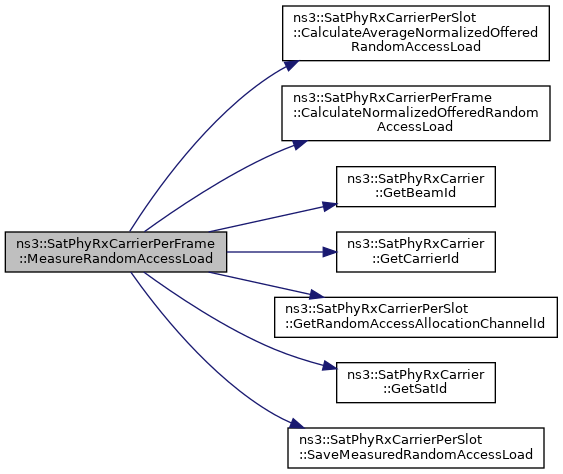 ns3::SatPhyRxCarrierPerSlot
::CalculateAverageNormalizedOffered
RandomAccessLoad
ns3::SatPhyRxCarrierPerFrame
::CalculateNormalizedOfferedRandom
AccessLoad
ns3::SatPhyRxCarrier
::GetBeamId
ns3::SatPhyRxCarrierPerFrame
::MeasureRandomAccessLoad
ns3::SatPhyRxCarrier
::GetCarrierId
ns3::SatPhyRxCarrierPerSlot
::GetRandomAccessAllocationChannelId
ns3::SatPhyRxCarrier
::GetSatId
ns3::SatPhyRxCarrierPerSlot
::SaveMeasuredRandomAccessLoad